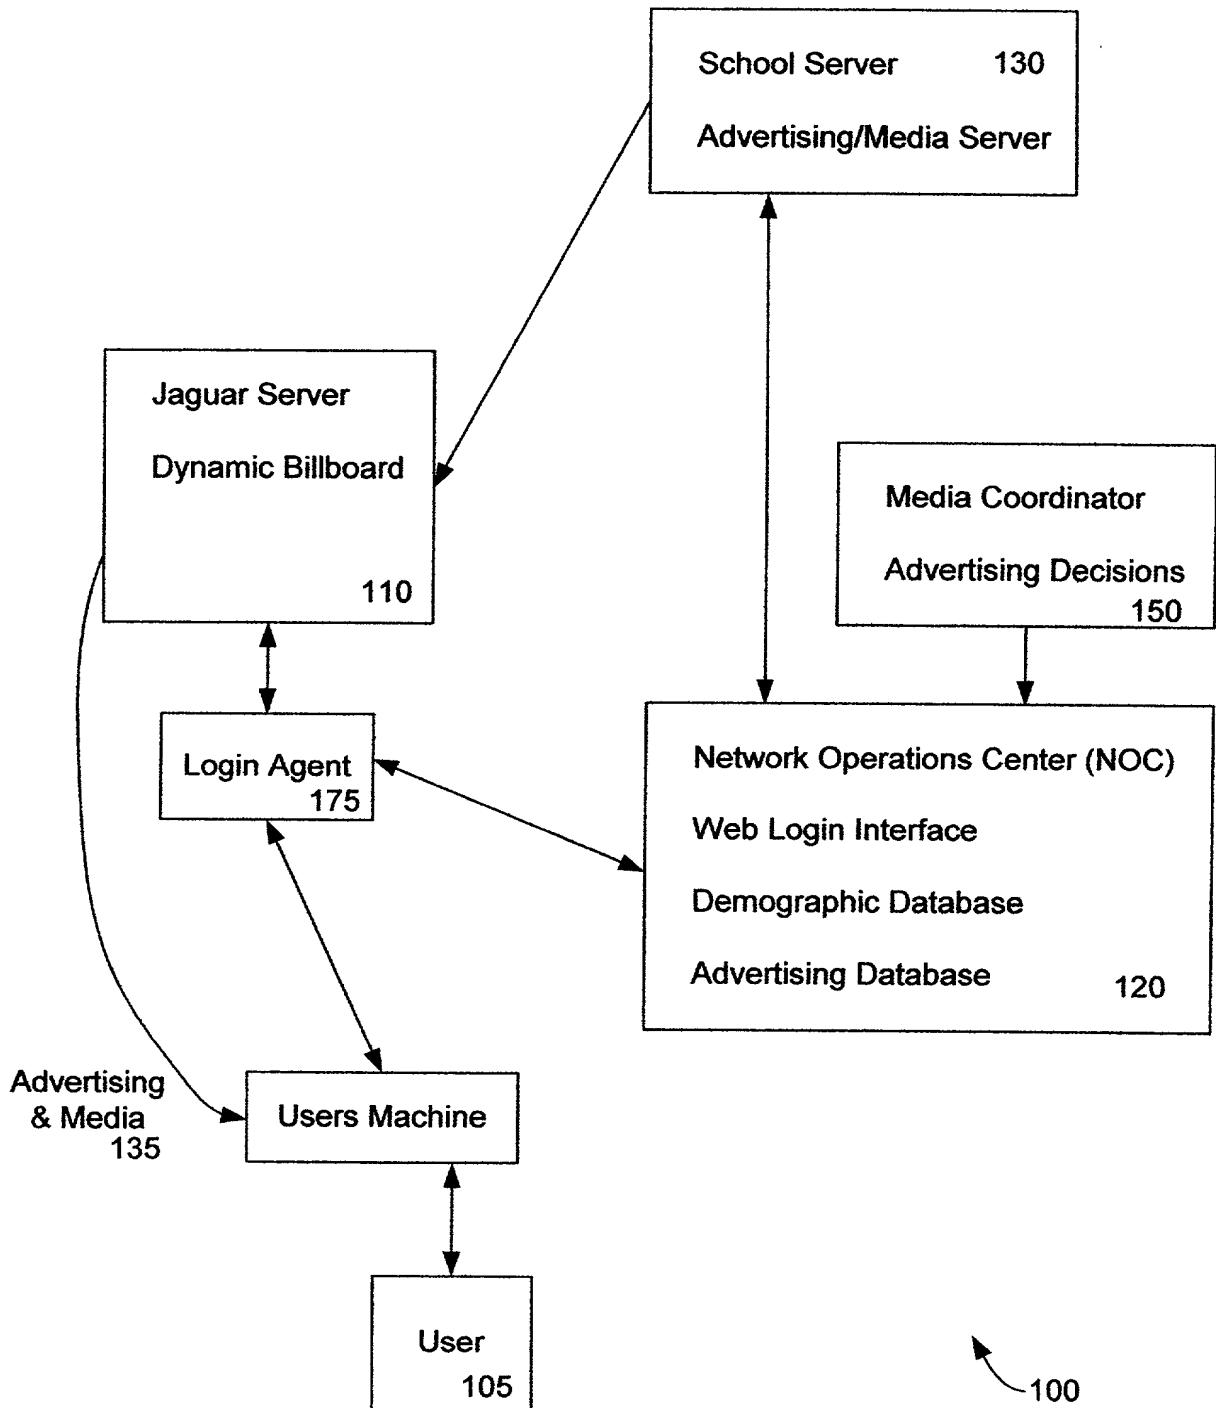 School Server 130
Advertising/Media Server
Jaguar Server
Dynamic Billboard
110
Media Coordinator
Advertising Decisions
150
Login Agent
175
Network Operations Center (NOC)
Web Login Interface
Demographic Database
Advertising Database 120
Advertising
& Media
135
Users Machine
User
105
100